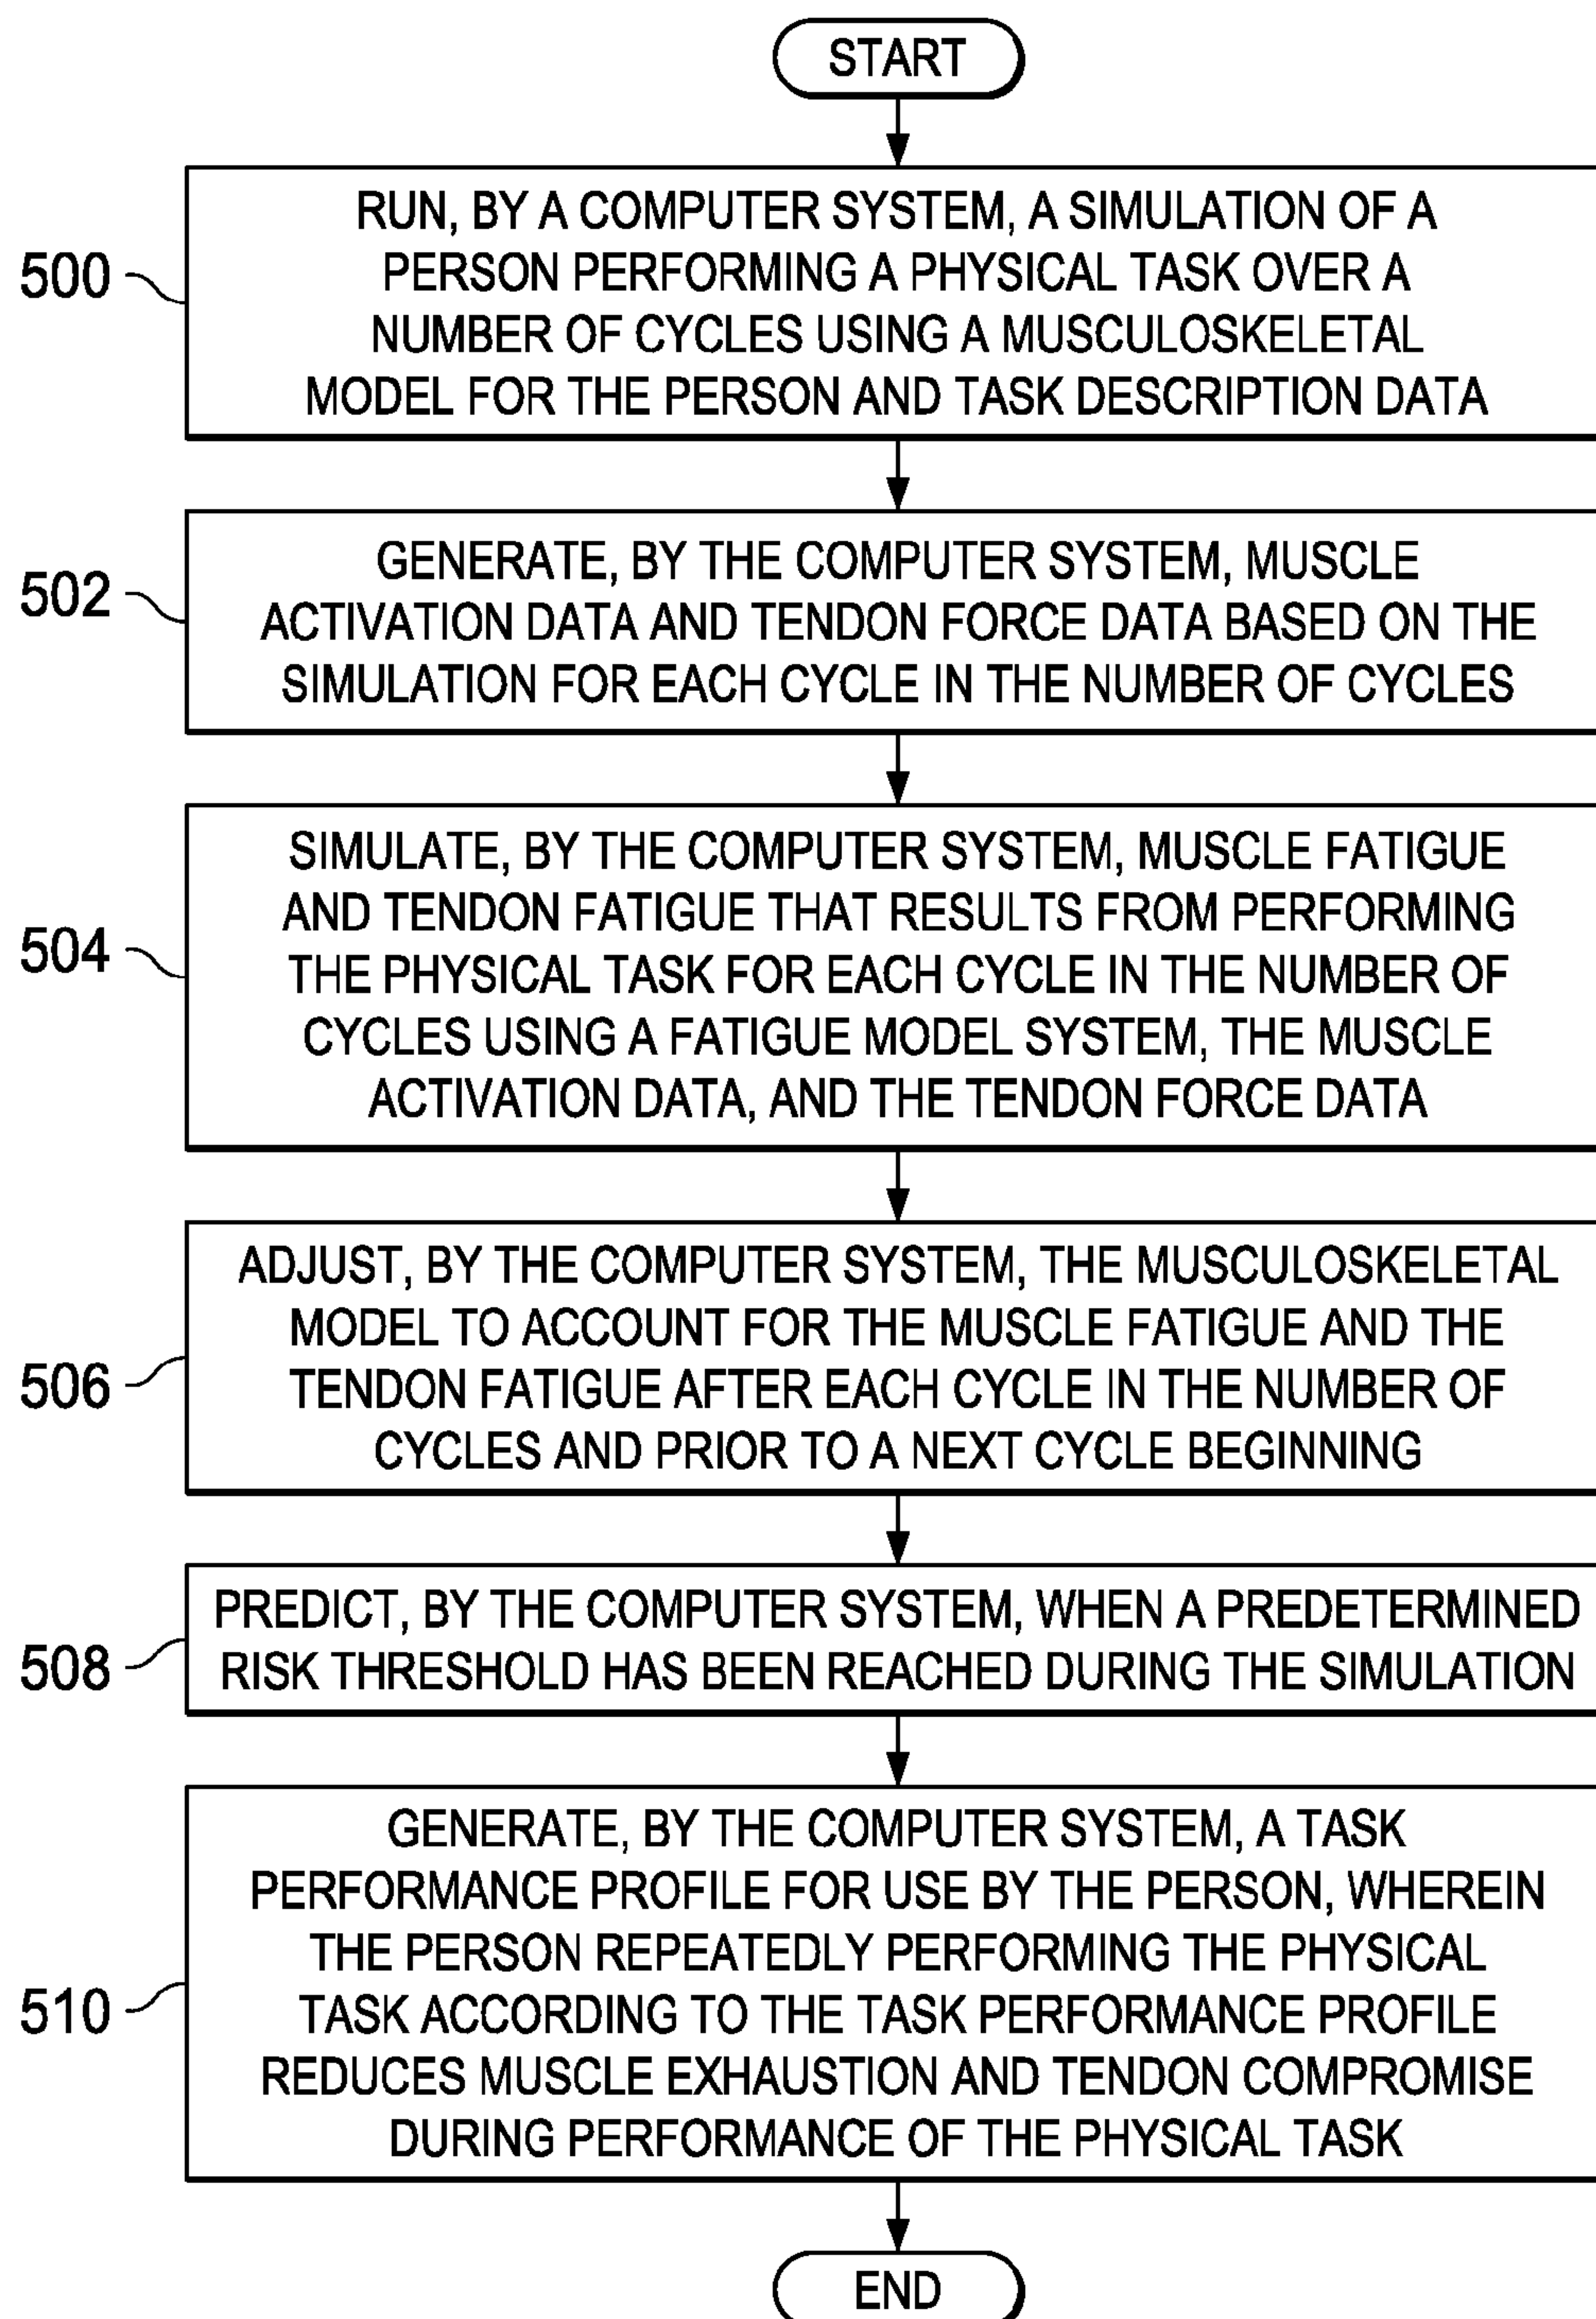 START
500
RUN, BY A COMPUTER SYSTEM, A SIMULATION OF A
PERSON PERFORMING A PHYSICAL TASK OVER A
NUMBER OF CYCLES USING A MUSCULOSKELETAL
MODEL FOR THE PERSON AND TASK DESCRIPTION DATA
502
GENERATE, BY THE COMPUTER SYSTEM, MUSCLE
ACTIVATION DATA AND TENDON FORCE DATA BASED ON THE
SIMULATION FOR EACH CYCLE IN THE NUMBER OF CYCLES
504
SIMULATE, BY THE COMPUTER SYSTEM, MUSCLE FATIGUE
AND TENDON FATIGUE THAT RESULTS FROM PERFORMING
THE PHYSICAL TASK FOR EACH CYCLE IN THE NUMBER OF
CYCLES USING A FATIGUE MODEL SYSTEM, THE MUSCLE
ACTIVATION DATA, AND THE TENDON FORCE DATA
506
ADJUST, BY THE COMPUTER SYSTEM, THE MUSCULOSKELETAL
MODEL TO ACCOUNT FOR THE MUSCLE FATIGUE AND THE
TENDON FATIGUE AFTER EACH CYCLE IN THE NUMBER OF
CYCLES AND PRIOR TO A NEXT CYCLE BEGINNING
508
PREDICT, BY THE COMPUTER SYSTEM, WHEN A PREDETERMINED
RISK THRESHOLD HAS BEEN REACHED DURING THE SIMULATION
510
GENERATE, BY THE COMPUTER SYSTEM, A TASK
PERFORMANCE PROFILE FOR USE BY THE PERSON, WHEREIN
THE PERSON REPEATEDLY PERFORMING THE PHYSICAL
TASK ACCORDING TO THE TASK PERFORMANCE PROFILE
REDUCES MUSCLE EXHAUSTION AND TENDON COMPROMISE
DURING PERFORMANCE OF THE PHYSICAL TASK
END